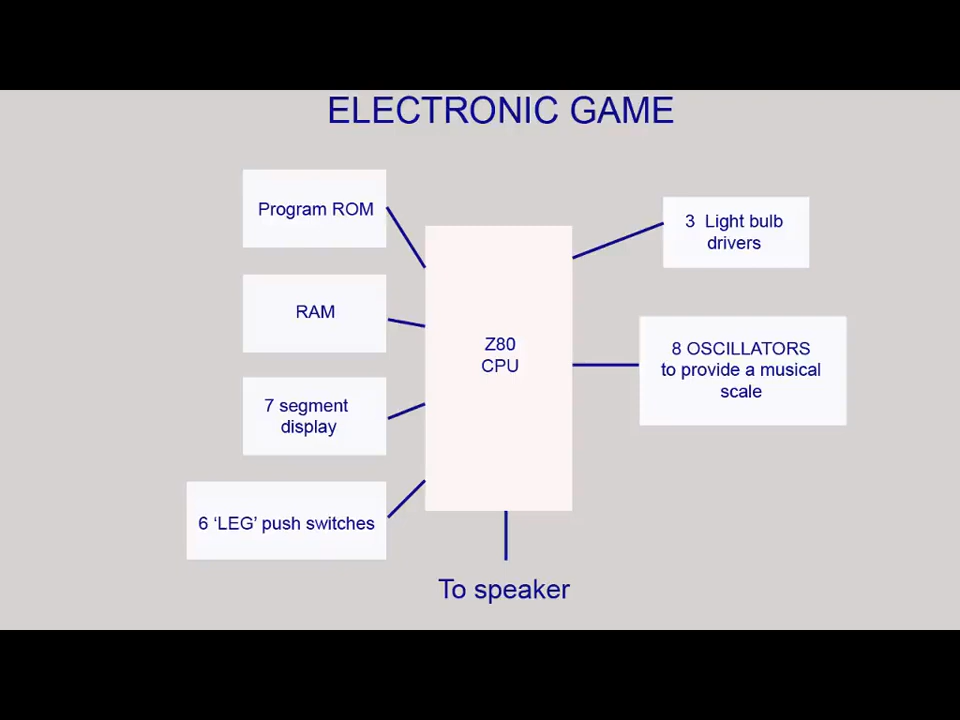 ELECTRONIC GAME
Program ROM
RAM
7 segment
display
6 ‘LEG’ push switches
Z80
CPU
3  Light bulb
drivers
8 OSCILLATORS
to provide a musical
scale
To speaker